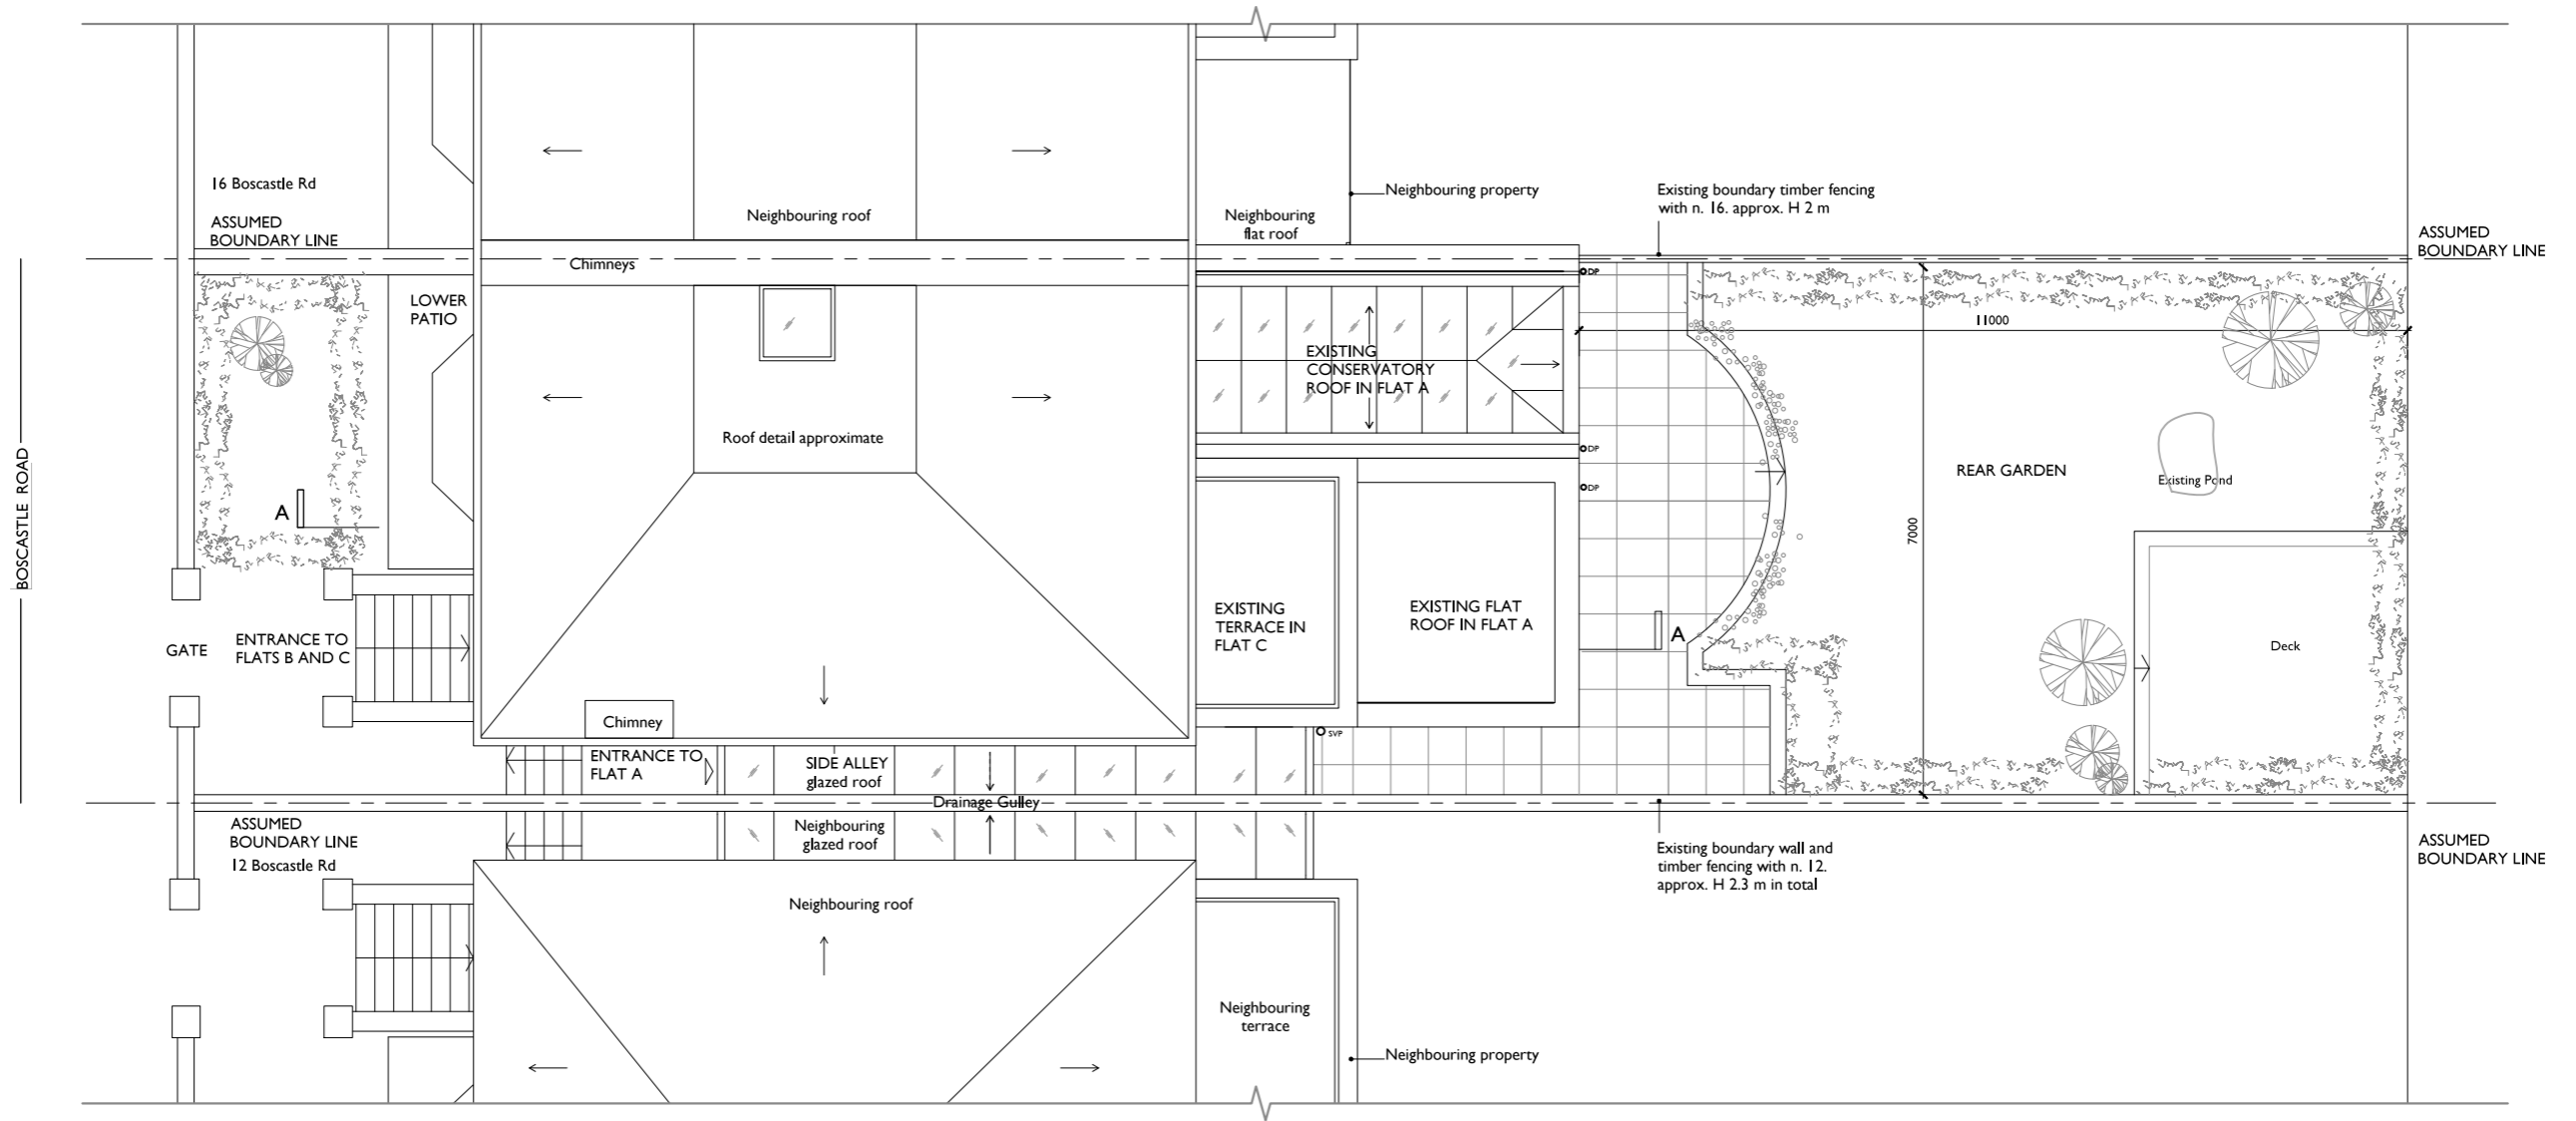 16 Boscastle Rd
ASSUMED
BOUNDARY LINE
Neighbouring roof
Neighbouring
flat roof
Neighbouring property
Existing boundary timber fencing
with n. 16. approx. H 2 m
ASSUMED
BOUNDARY LINE
Chimneys
DP
LOWER
PATIO
11000
EXISTING
CONSERVATORY
ROOF IN FLAT A
Roof detail approximate
DP
DP
REAR GARDEN
Existing Pond
BOSCASTLE ROAD
A
7000
EXISTING
TERRACE IN
FLAT C
EXISTING FLAT
ROOF IN FLAT A
A
GATE
ENTRANCE TO
FLATS B AND C
Deck
Chimney
SVP
ENTRANCE TO
FLAT A
SIDE ALLEY
glazed roof
Drainage Gulley
ASSUMED
BOUNDARY LINE
12 Boscastle Rd
Neighbouring
glazed roof
Existing boundary wall and
timber fencing with n. 12.
approx. H 2.3 m in total
ASSUMED
BOUNDARY LINE
Neighbouring roof
Neighbouring
terrace
Neighbouring property